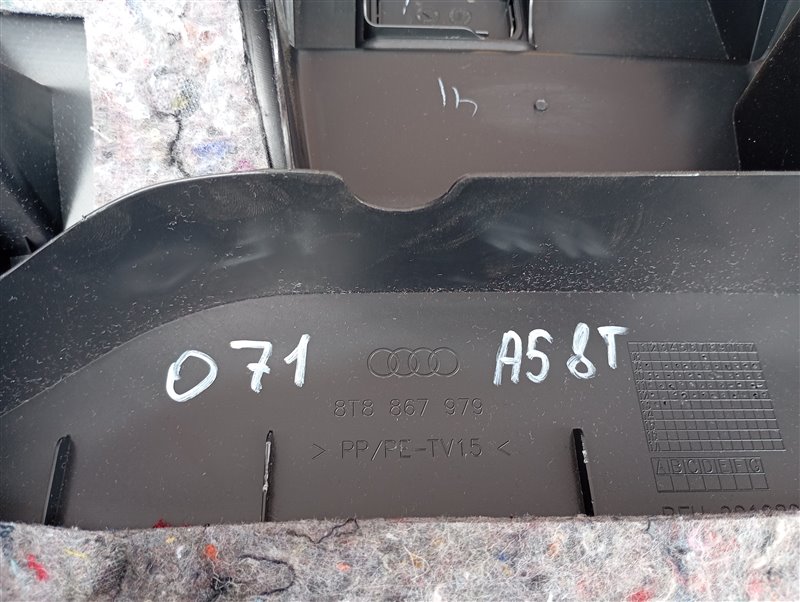 071 A5 8T
8T8 867 979
> PP/PE-TV15 <
A B C D E F G